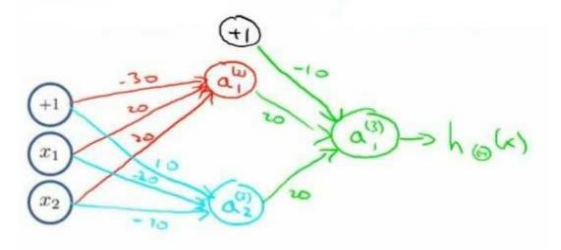 +1
-10
-30
a₁⁽²⁾
+1
20
20
20
a₁⁽³⁾
h_Θ(x)
x₁
10
-20
20
x₂
a₂⁽²⁾